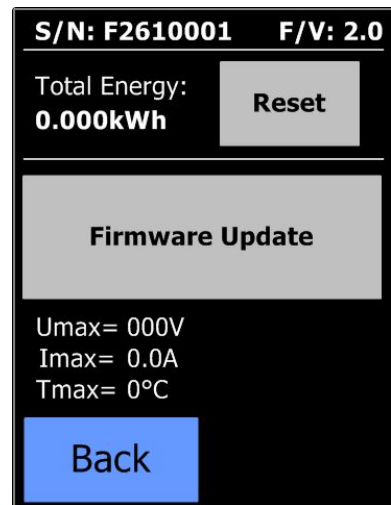 S/N: F2610001 F/V: 2.0
Total Energy:
0.000kWh
Reset
Firmware Update
Umax= 000V
Imax= 0.0A
Tmax= 0°C
Back